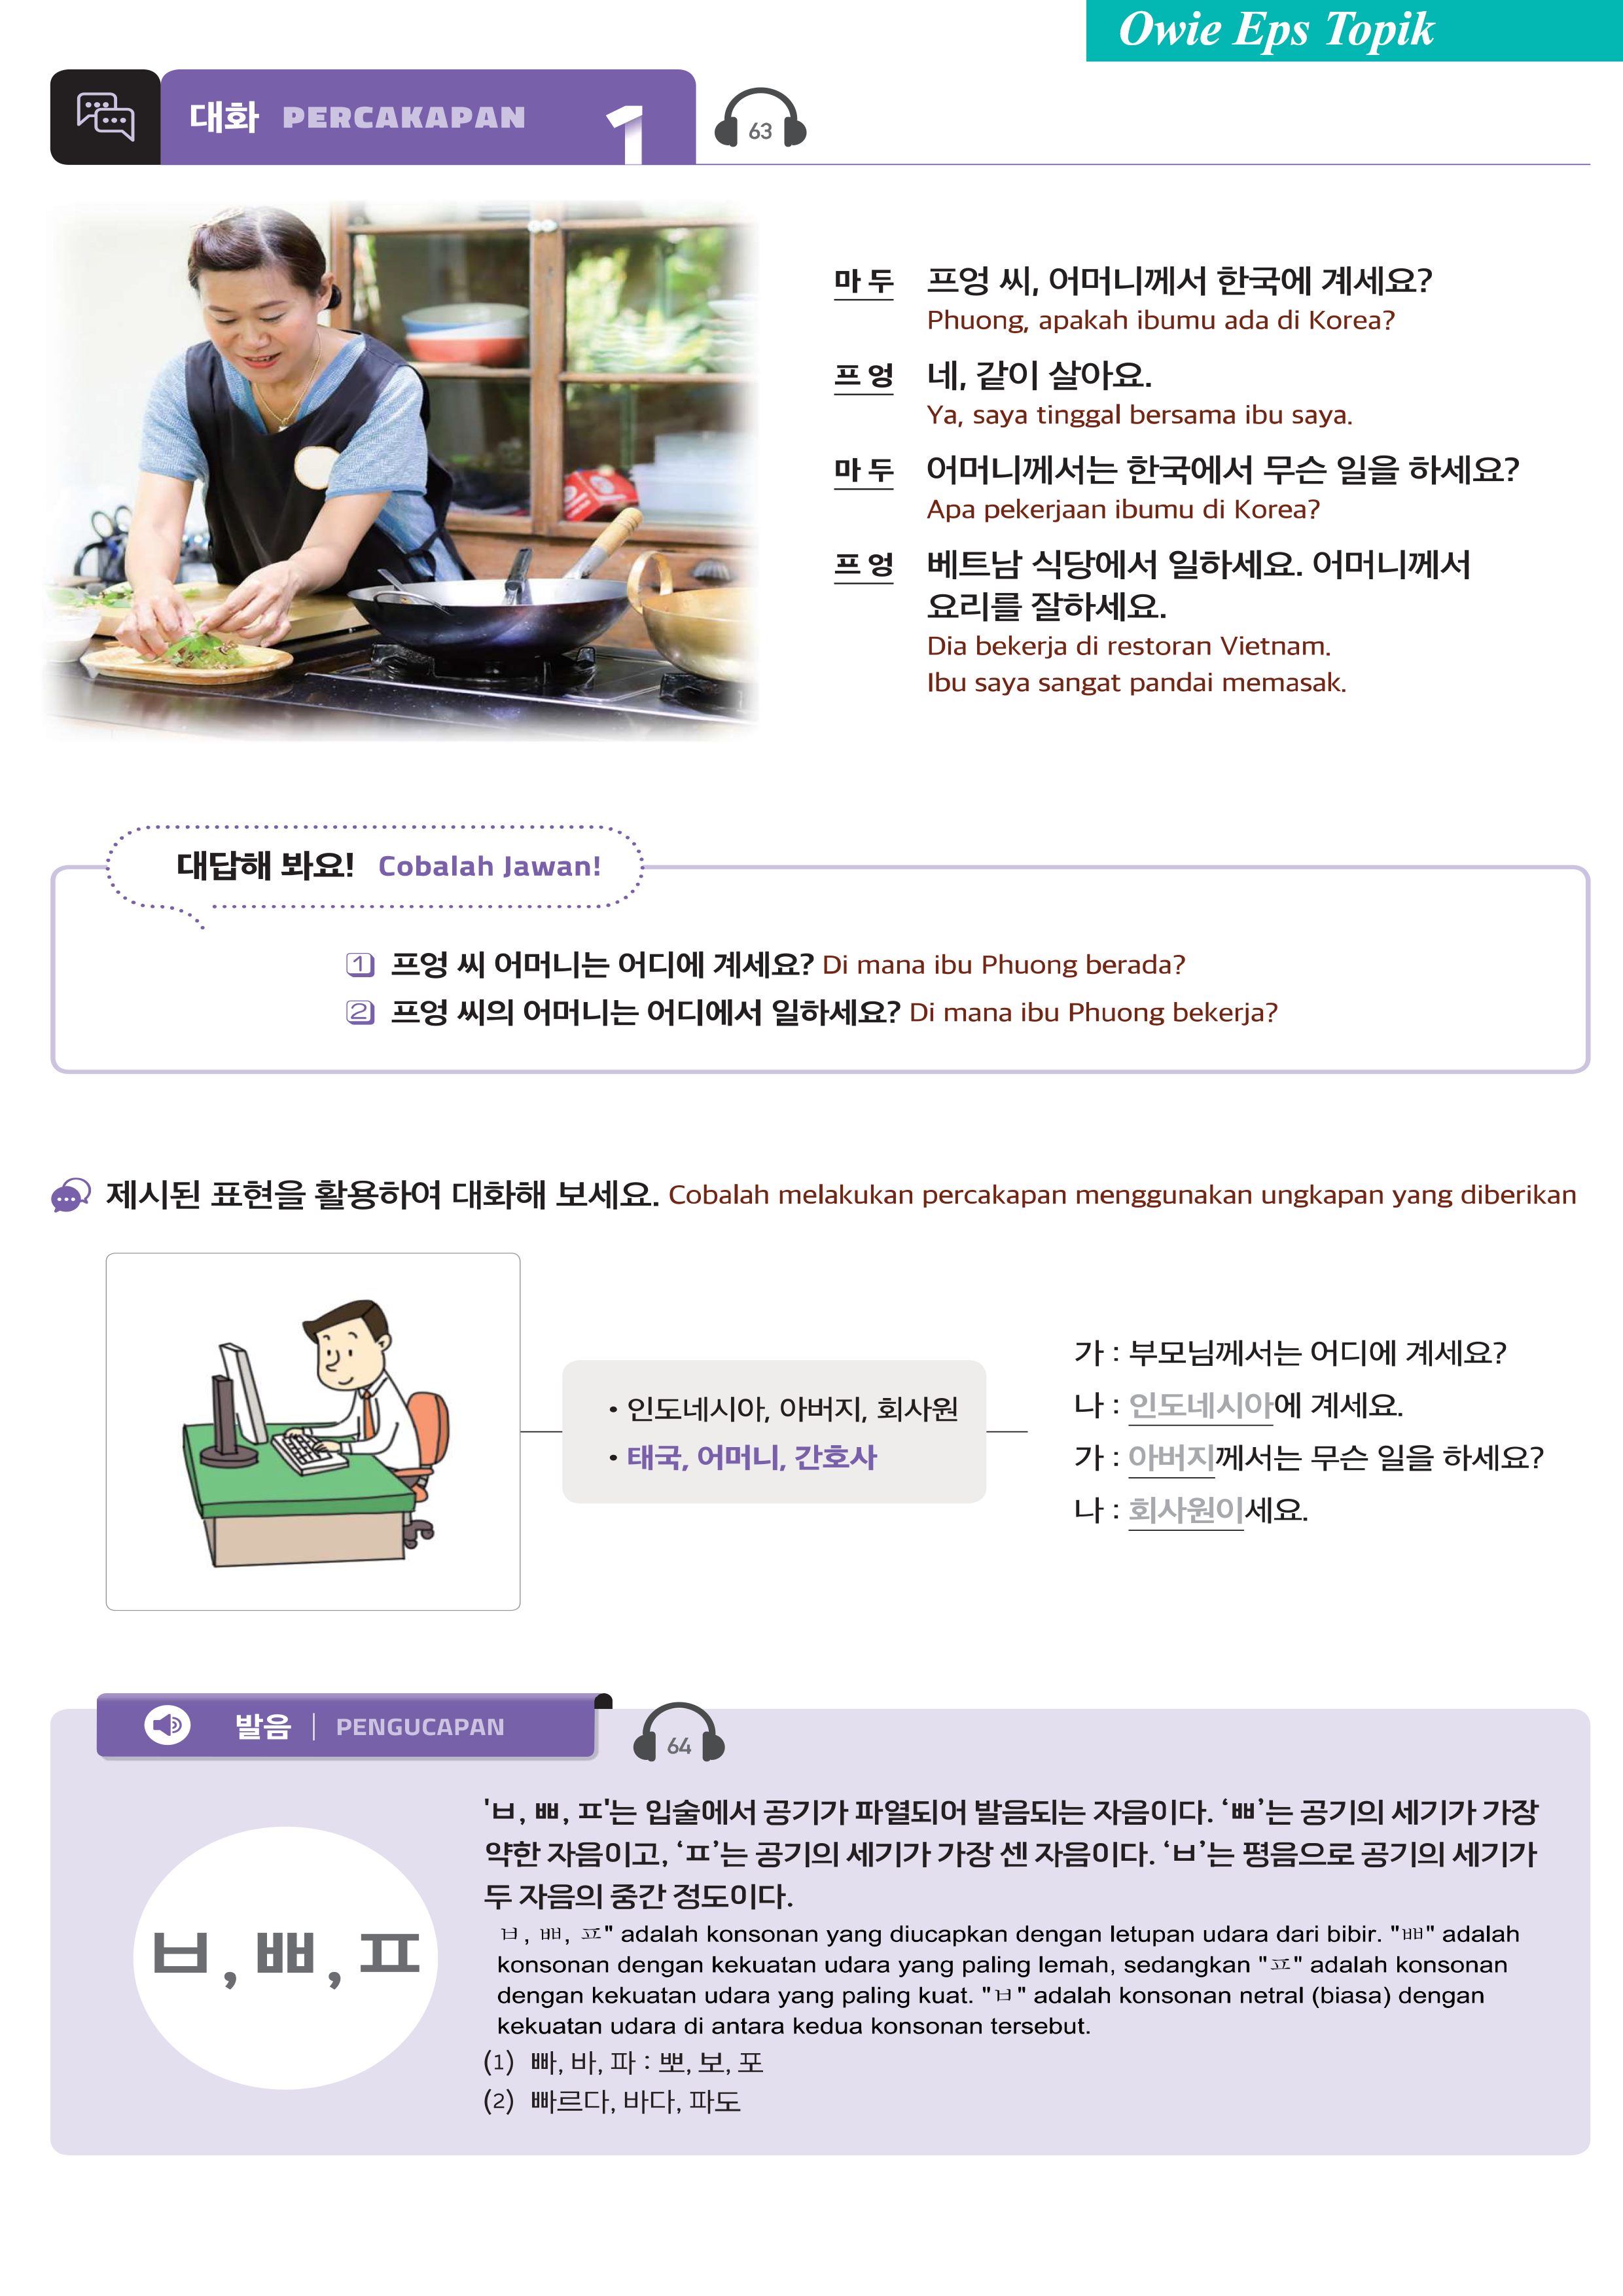 Owie Eps Topik
대화 PERCAKAPAN 1
63
마 두 프엉 씨, 어머니께서 한국에 계세요?
Phuong, apakah ibumu ada di Korea?
프 엉 네, 같이 살아요.
Ya, saya tinggal bersama ibu saya.
마 두 어머니께서는 한국에서 무슨 일을 하세요?
Apa pekerjaan ibumu di Korea?
프 엉 베트남 식당에서 일하세요. 어머니께서
요리를 잘하세요.
Dia bekerja di restoran Vietnam.
Ibu saya sangat pandai memasak.
대답해 봐요! Cobalah Jawan!
1 프엉 씨 어머니는 어디에 계세요? Di mana ibu Phuong berada?
2 프엉 씨의 어머니는 어디에서 일하세요? Di mana ibu Phuong bekerja?
제시된 표현을 활용하여 대화해 보세요. Cobalah melakukan percakapan menggunakan ungkapan yang diberikan
• 인도네시아, 아버지, 회사원
• 태국, 어머니, 간호사
가 : 부모님께서는 어디에 계세요?
나 : 인도네시아에 계세요.
가 : 아버지께서는 무슨 일을 하세요?
나 : 회사원이세요.
발음 | PENGUCAPAN
64
ㅂ, ㅃ, ㅍ
'ㅂ, ㅃ, ㅍ'는 입술에서 공기가 파열되어 발음되는 자음이다. ‘ㅃ’는 공기의 세기가 가장
약한 자음이고, ‘ㅍ’는 공기의 세기가 가장 센 자음이다. ‘ㅂ’는 평음으로 공기의 세기가
두 자음의 중간 정도이다.
ㅂ, ㅃ, ㅍ" adalah konsonan yang diucapkan dengan letupan udara dari bibir. "ㅃ" adalah
konsonan dengan kekuatan udara yang paling lemah, sedangkan "ㅍ" adalah konsonan
dengan kekuatan udara yang paling kuat. "ㅂ" adalah konsonan netral (biasa) dengan
kekuatan udara di antara kedua konsonan tersebut.
(1) 빠, 바, 파 : 뽀, 보, 포
(2) 빠르다, 바다, 파도